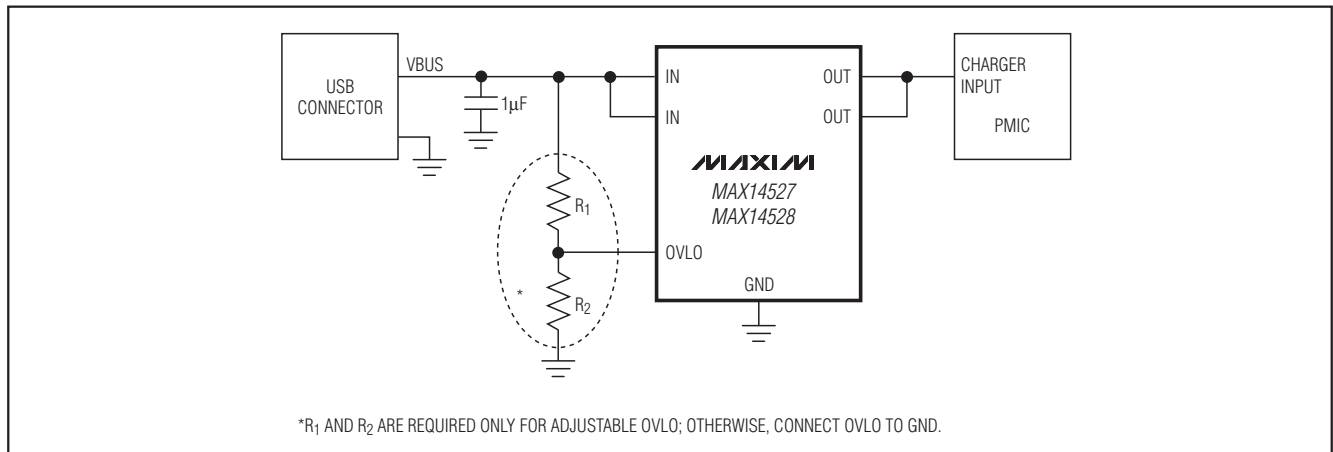 USB
CONNECTOR
VBUS
1µF
R1
R2
*
IN
IN
OVLO
OUT
OUT
MAXIM
MAX14527
MAX14528
GND
CHARGER
INPUT
PMIC
*R1 AND R2 ARE REQUIRED ONLY FOR ADJUSTABLE OVLO; OTHERWISE, CONNECT OVLO TO GND.